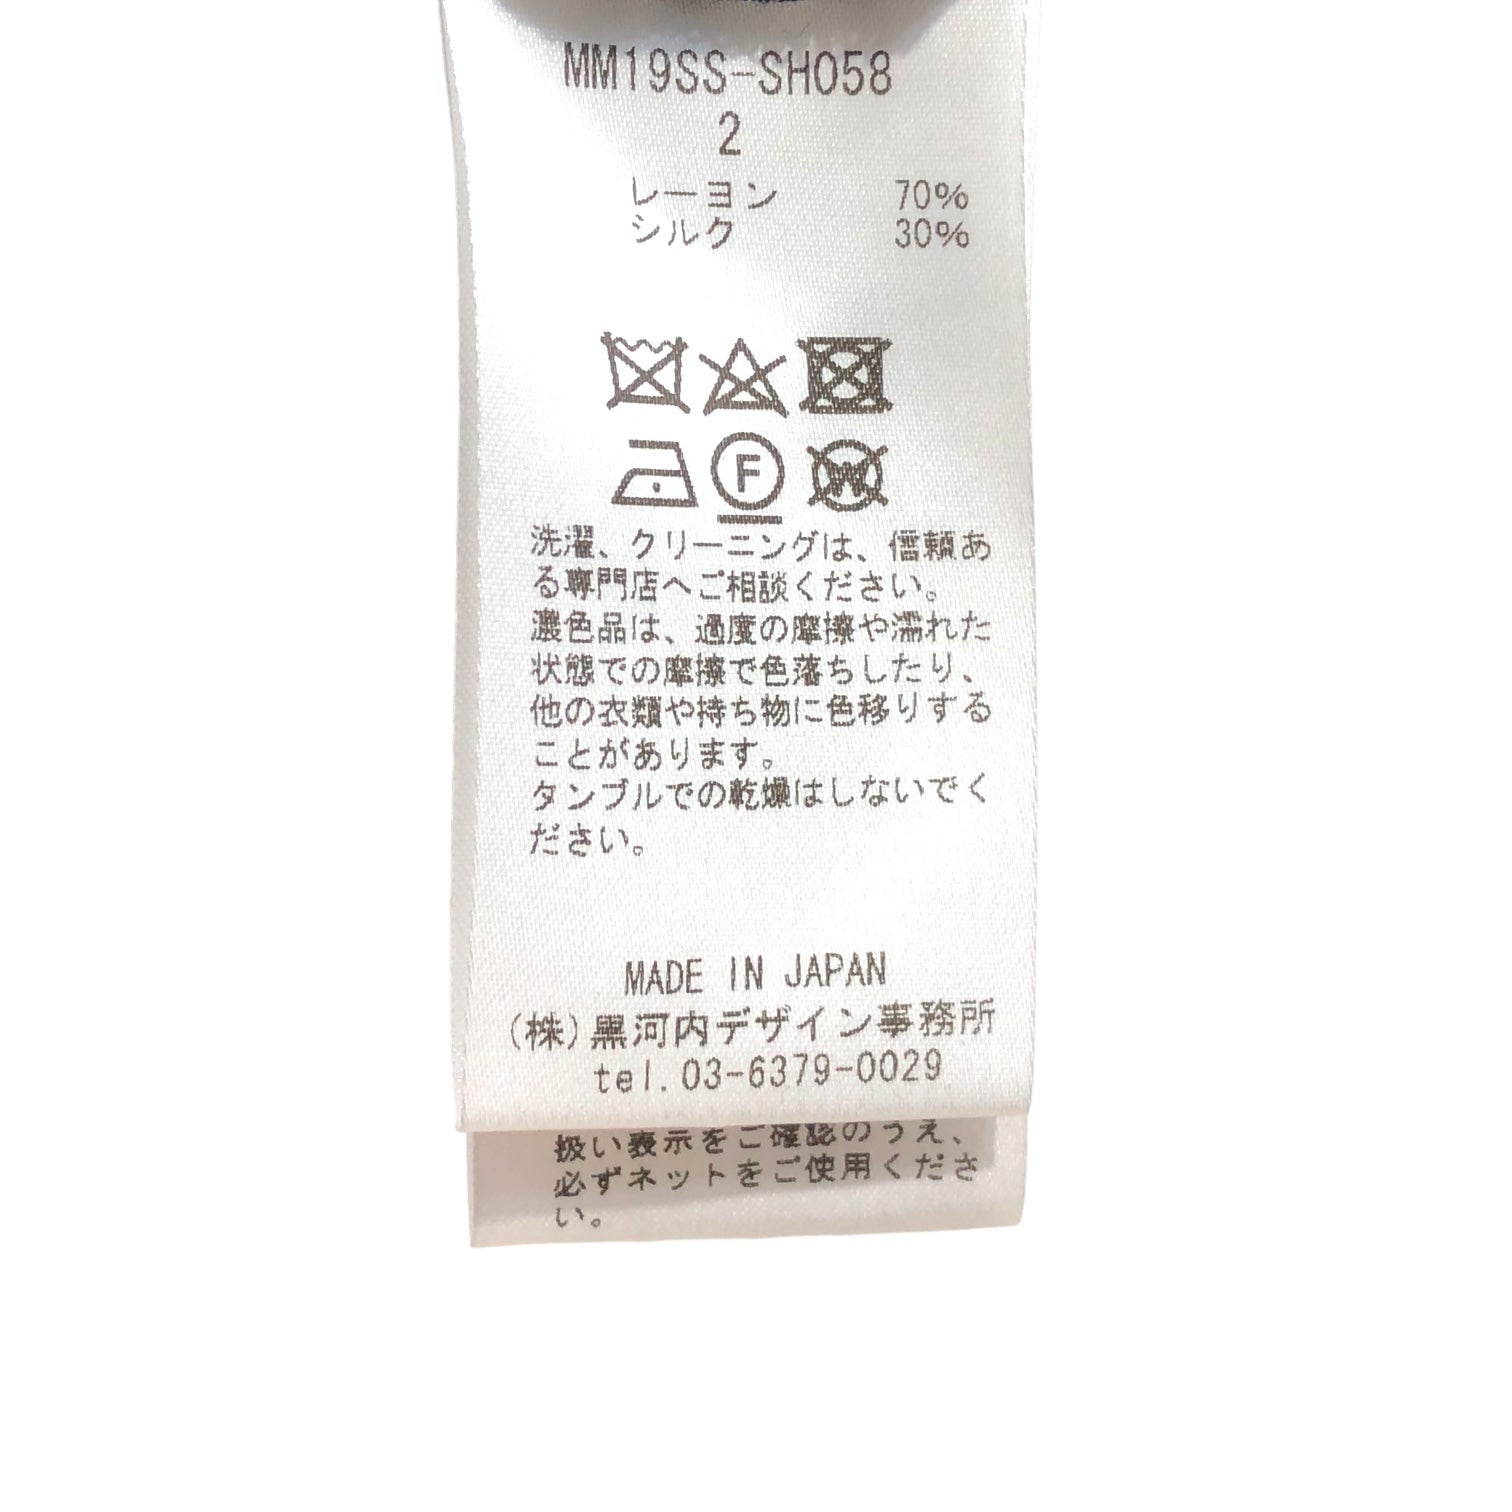 MM19SS-SH058
2
レーヨン 70%
シルク 30%
F
W
洗濯、クリーニングは、信頼あ
る専門店へご相談ください。
濃色品は、過度の摩擦や濡れた
状態での摩擦で色落ちしたり、
他の衣類や持ち物に色移りする
ことがあります。
タンブルでの乾燥はしないでく
ださい。
MADE IN JAPAN
(株)黒河内デザイン事務所
tel.03-6379-0029
扱い表示をご確認のうえ、
必ずネットをご使用くださ
い。